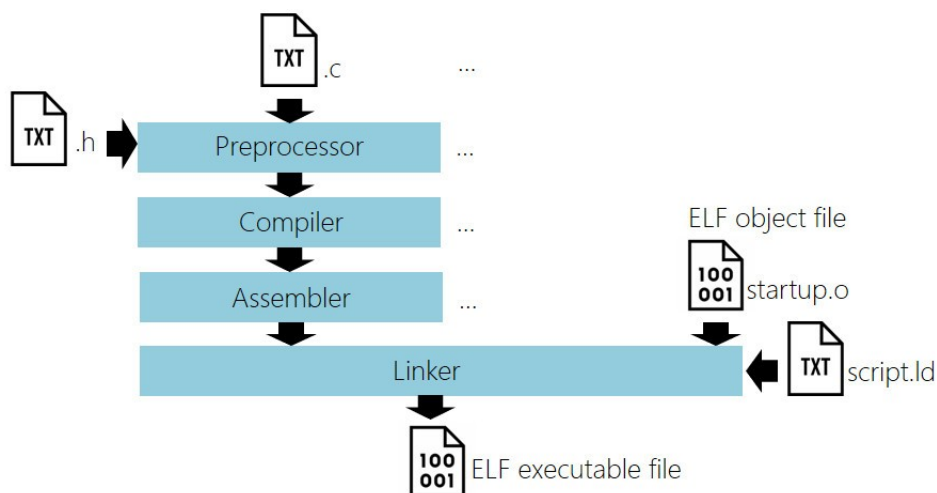 TXT
.c
...
TXT
.h
Preprocessor
...
Compiler
...
ELF object file
100
001
startup.o
Assembler
...
Linker
TXT
script.ld
100
001
ELF executable file